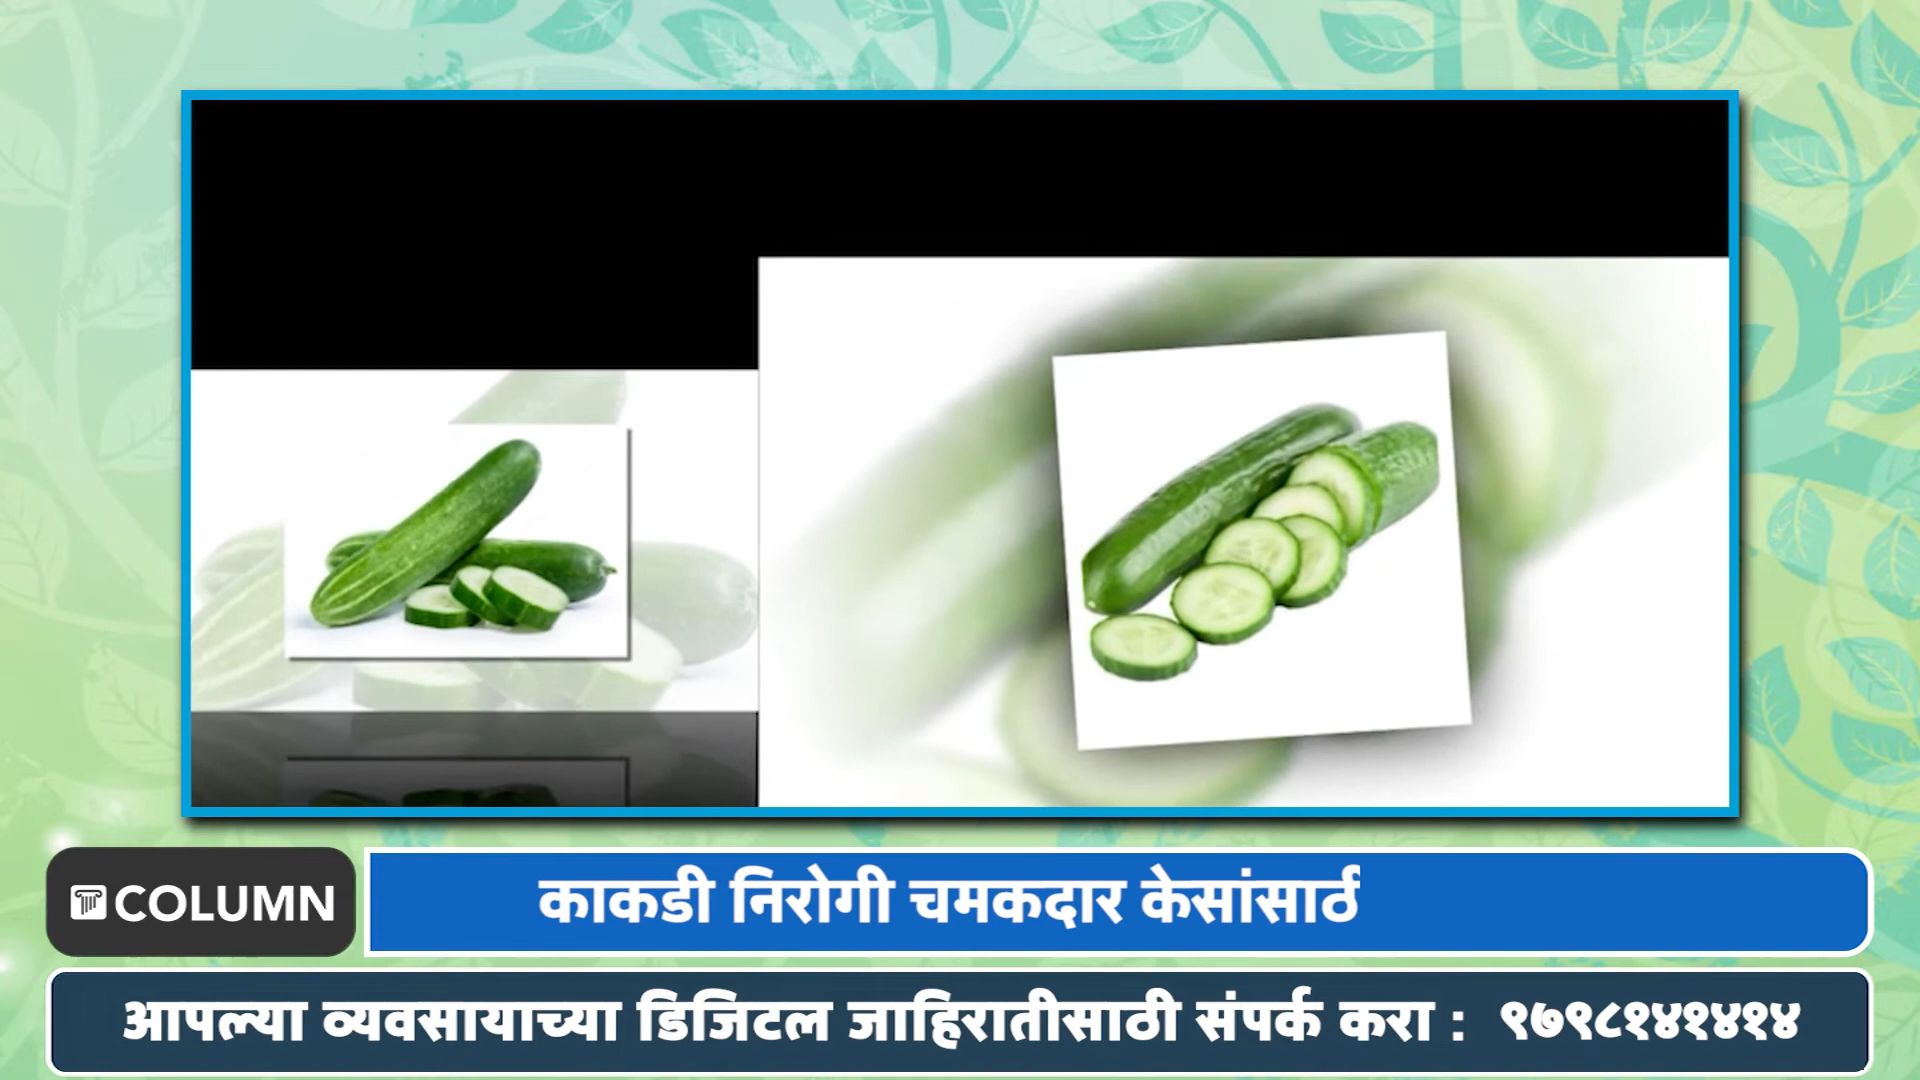 COLUMN
काकडी निरोगी चमकदार केसांसाठ
आपल्या व्यवसायाच्या डिजिटल जाहिरातीसाठी संपर्क करा : ९७९८१४१४१४